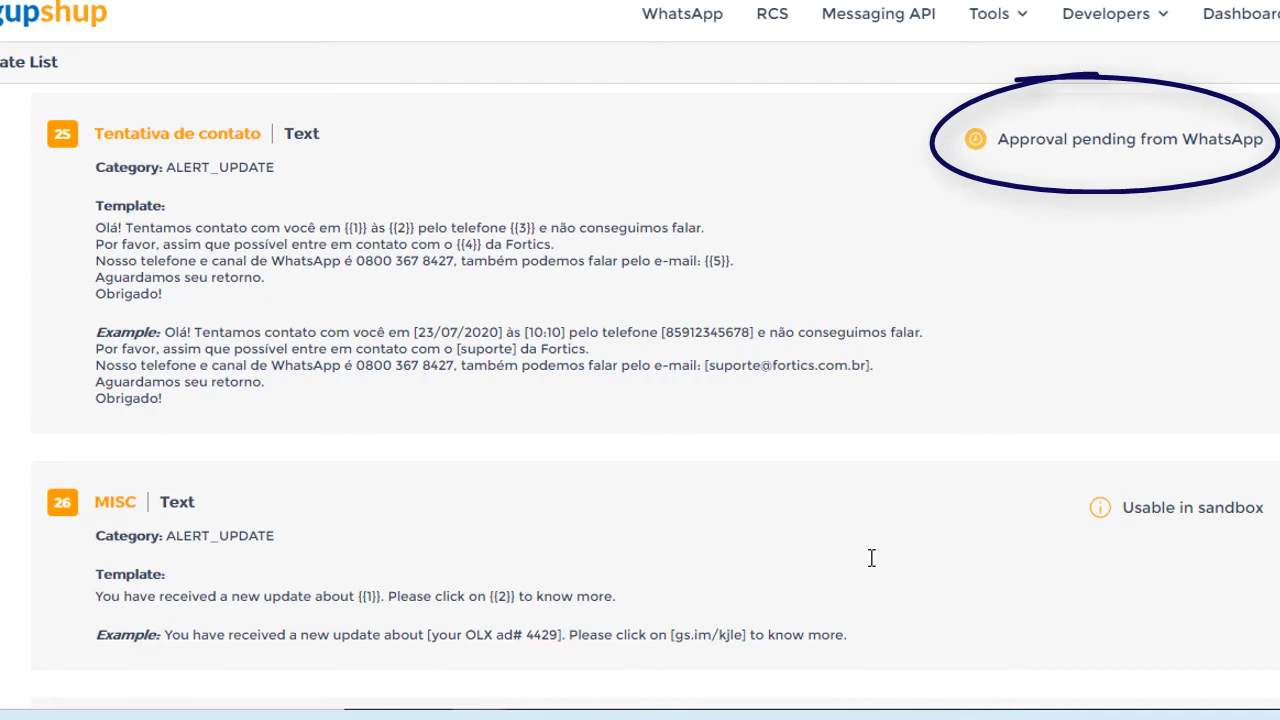 gupshup
WhatsApp RCS Messaging API Tools Developers
ate List
25 Tentativa de contato Text Approval pending from WhatsApp
Category: ALERT_UPDATE
Template:
Olá! Tentamos contato com você em {{1}} às {{2}} pelo telefone {{3}} e não conseguimos falar.
Por favor, assim que possível entre em contato com o {{4}} da Fortics.
Nosso telefone e canal de WhatsApp é 0800 367 8427, também podemos falar pelo e-mail: {{5}}.
Aguardamos seu retorno.
Obrigado!
Example: Olá! Tentamos contato com você em [23/07/2020] às [10:10] pelo telefone [85912345678] e não conseguimos falar.
Por favor, assim que possível entre em contato com o [suporte] da Fortics.
Nosso telefone e canal de WhatsApp é 0800 367 8427, também podemos falar pelo e-mail: [suporte@fortics.com.br].
Aguardamos seu retorno.
Obrigado!
26 MISC Text Usable in sandbox
Category: ALERT_UPDATE
Template:
You have received a new update about {{1}}. Please click on {{2}} to know more.
Example: You have received a new update about [your OLX ad# 4429]. Please click on [gs.im/kjle] to know more.